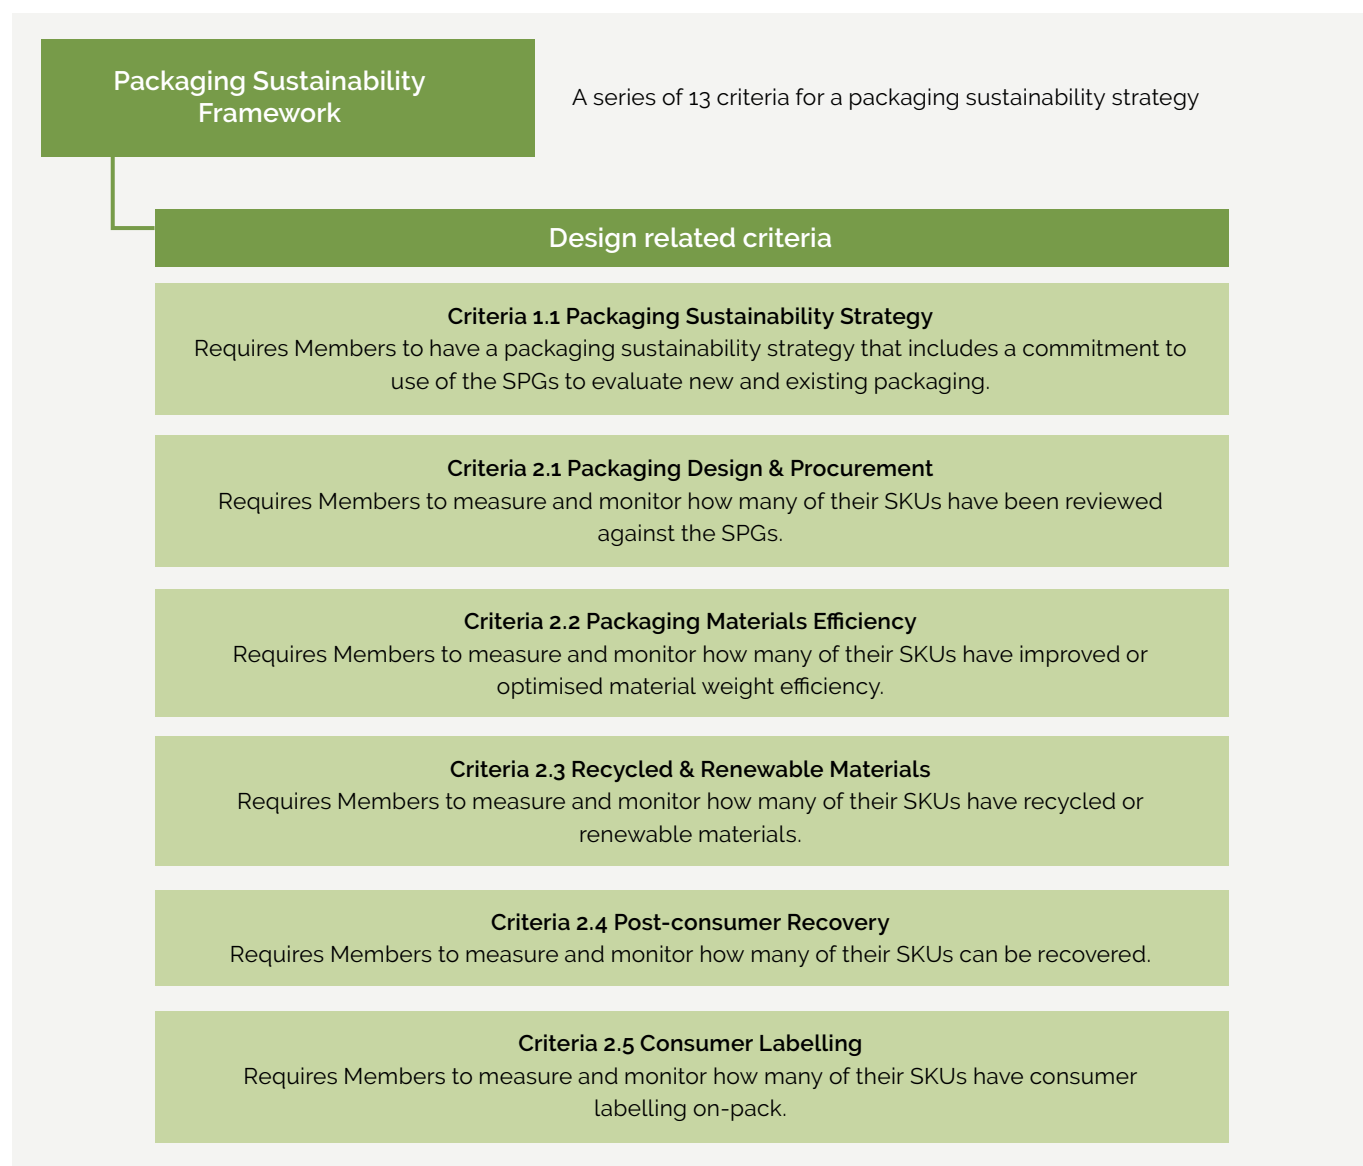 Packaging Sustainability
Framework
A series of 13 criteria for a packaging sustainability strategy
Design related criteria
Criteria 1.1 Packaging Sustainability Strategy
Requires Members to have a packaging sustainability strategy that includes a commitment to
use of the SPGs to evaluate new and existing packaging.
Criteria 2.1 Packaging Design & Procurement
Requires Members to measure and monitor how many of their SKUs have been reviewed
against the SPGs.
Criteria 2.2 Packaging Materials Efficiency
Requires Members to measure and monitor how many of their SKUs have improved or
optimised material weight efficiency.
Criteria 2.3 Recycled & Renewable Materials
Requires Members to measure and monitor how many of their SKUs have recycled or
renewable materials.
Criteria 2.4 Post-consumer Recovery
Requires Members to measure and monitor how many of their SKUs can be recovered.
Criteria 2.5 Consumer Labelling
Requires Members to measure and monitor how many of their SKUs have consumer
labelling on-pack.